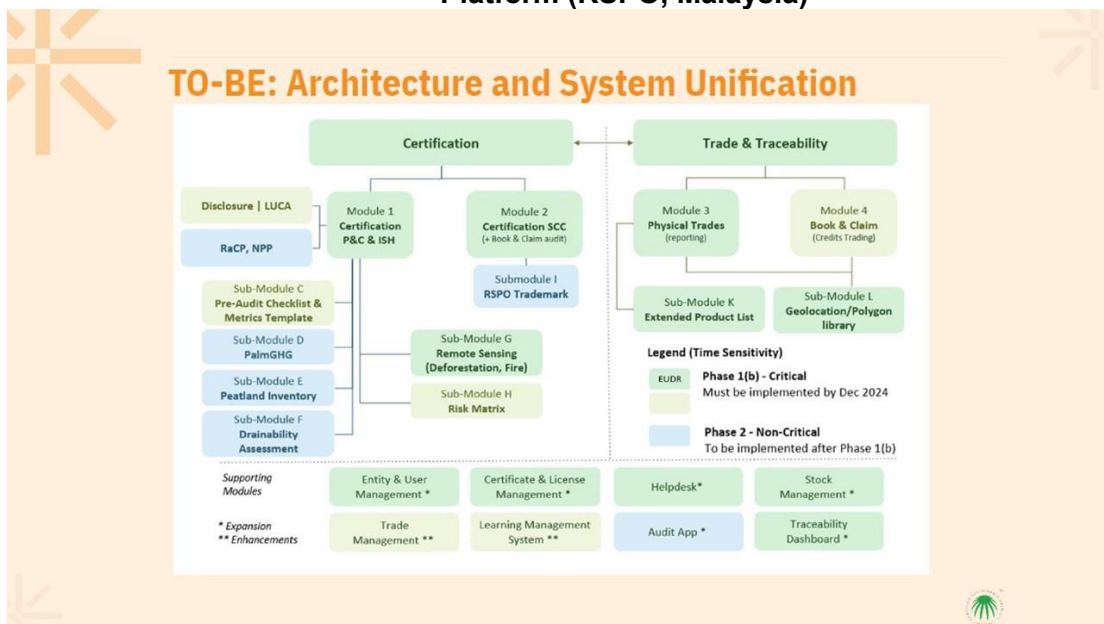 Platform (RSPO, Malaysia)
TO-BE: Architecture and System Unification
Certification
Trade & Traceability
Disclosure | LUCA
RaCP, NPP
Module 1
Certification
P&C & ISH
Module 2
Certification SCC
(+ Book & Claim audit)
Module 3
Physical Trades
(reporting)
Module 4
Book & Claim
(Credits Trading)
Submodule I
RSPO Trademark
Sub-Module C
Pre-Audit Checklist &
Metrics Template
Sub-Module D
PalmGHG
Sub-Module E
Peatland Inventory
Sub-Module F
Drainability
Assessment
Sub-Module G
Remote Sensing
(Deforestation, Fire)
Sub-Module H
Risk Matrix
Sub-Module K
Extended Product List
Sub-Module L
Geolocation/Polygon
library
Legend (Time Sensitivity)
EUDR
Phase 1(b) - Critical
Must be implemented by Dec 2024
Phase 2 - Non-Critical
To be implemented after Phase 1(b)
Supporting
Modules
Entity & User
Management *
Certificate & License
Management *
Helpdesk*
Stock
Management *
* Expansion
** Enhancements
Trade
Management **
Learning Management
System **
Audit App *
Traceability
Dashboard *